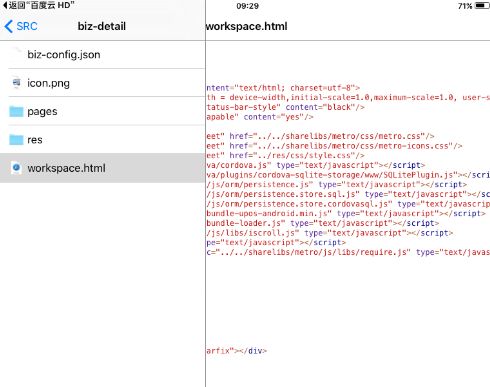 返回"百度云 HD"
09:29
71%
SRC
biz-detail
workspace.html
biz-config.json
icon.png
pages
res
workspace.html
ntent="text/html; charset=utf-8">
th = device-width,initial-scale=1.0,maximum-scale=1.0, user-s
tatus-bar-style" content="black"/>
apable" content="yes"/>
eet" href="../../sharelibs/metro/css/metro.css"/>
eet" href="../../sharelibs/metro/css/metro-icons.css"/>
eet" href="../res/css/style.css"/>
va/cordova.js" type="text/javascript"></script>
va/plugins/cordova-sqlite-storage/www/SQLitePlugin.js"></scri
/js/orm/persistence.js" type="text/javascript"></script>
/js/orm/persistence.store.sql.js" type="text/javascript"></script>
/js/orm/persistence.store.cordovasql.js" type="text/javascript">
bundle-upos-android.min.js" type="text/javascript"></script>
bundle-loader.js" type="text/javascript"></script>
/js/libs/iscroll.js" type="text/javascript"></script>
pe="text/javascript"></script>
c="../../sharelibs/metro/js/libs/require.js" type="text/javas
arfix"></div>